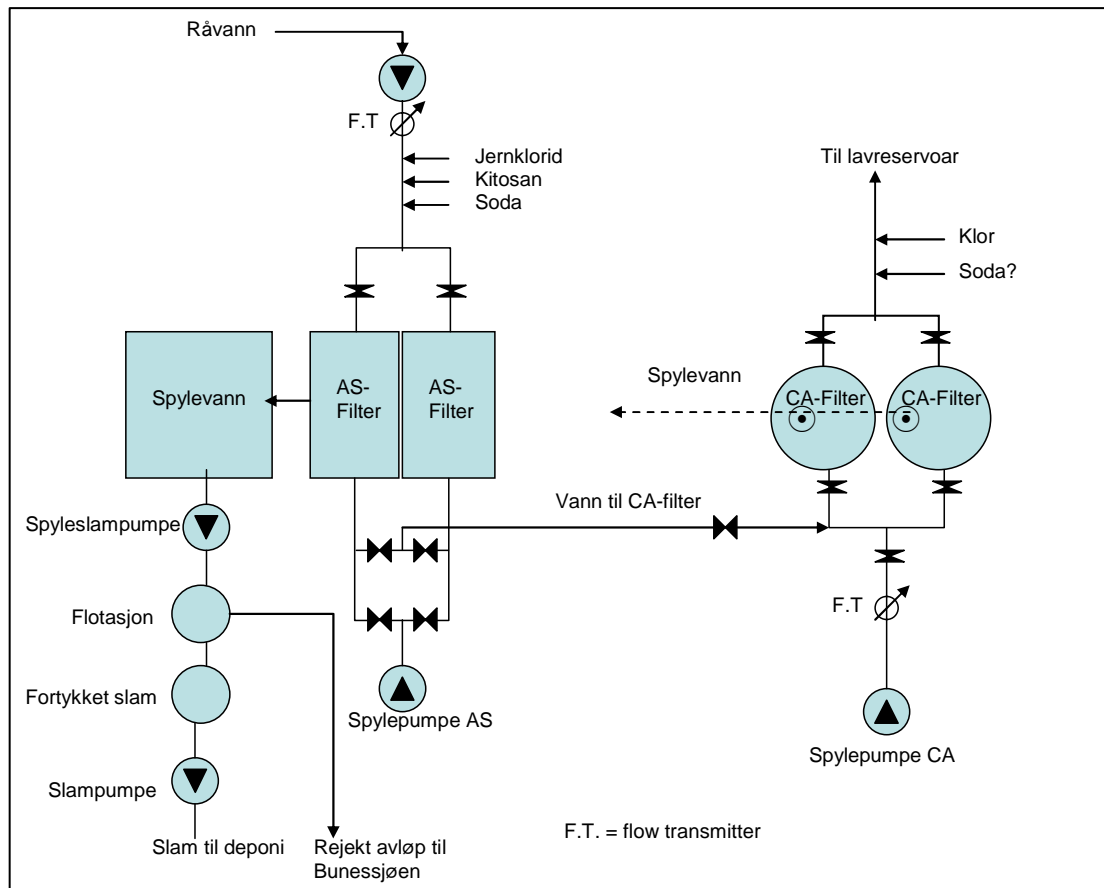 Råvann
F.T
Jernklorid
Kitosan
Soda
Til lavreservoar
Klor
Soda?
Spylevann
AS-
Filter
AS-
Filter
Spylevann
CA-Filter
CA-Filter
Vann til CA-filter
Spyleslampumpe
Flotasjon
F.T
Fortykket slam
Spylepumpe AS
Spylepumpe CA
Slampumpe
F.T. = flow transmitter
Slam til deponi
Rejekt avløp til
Bunessjøen